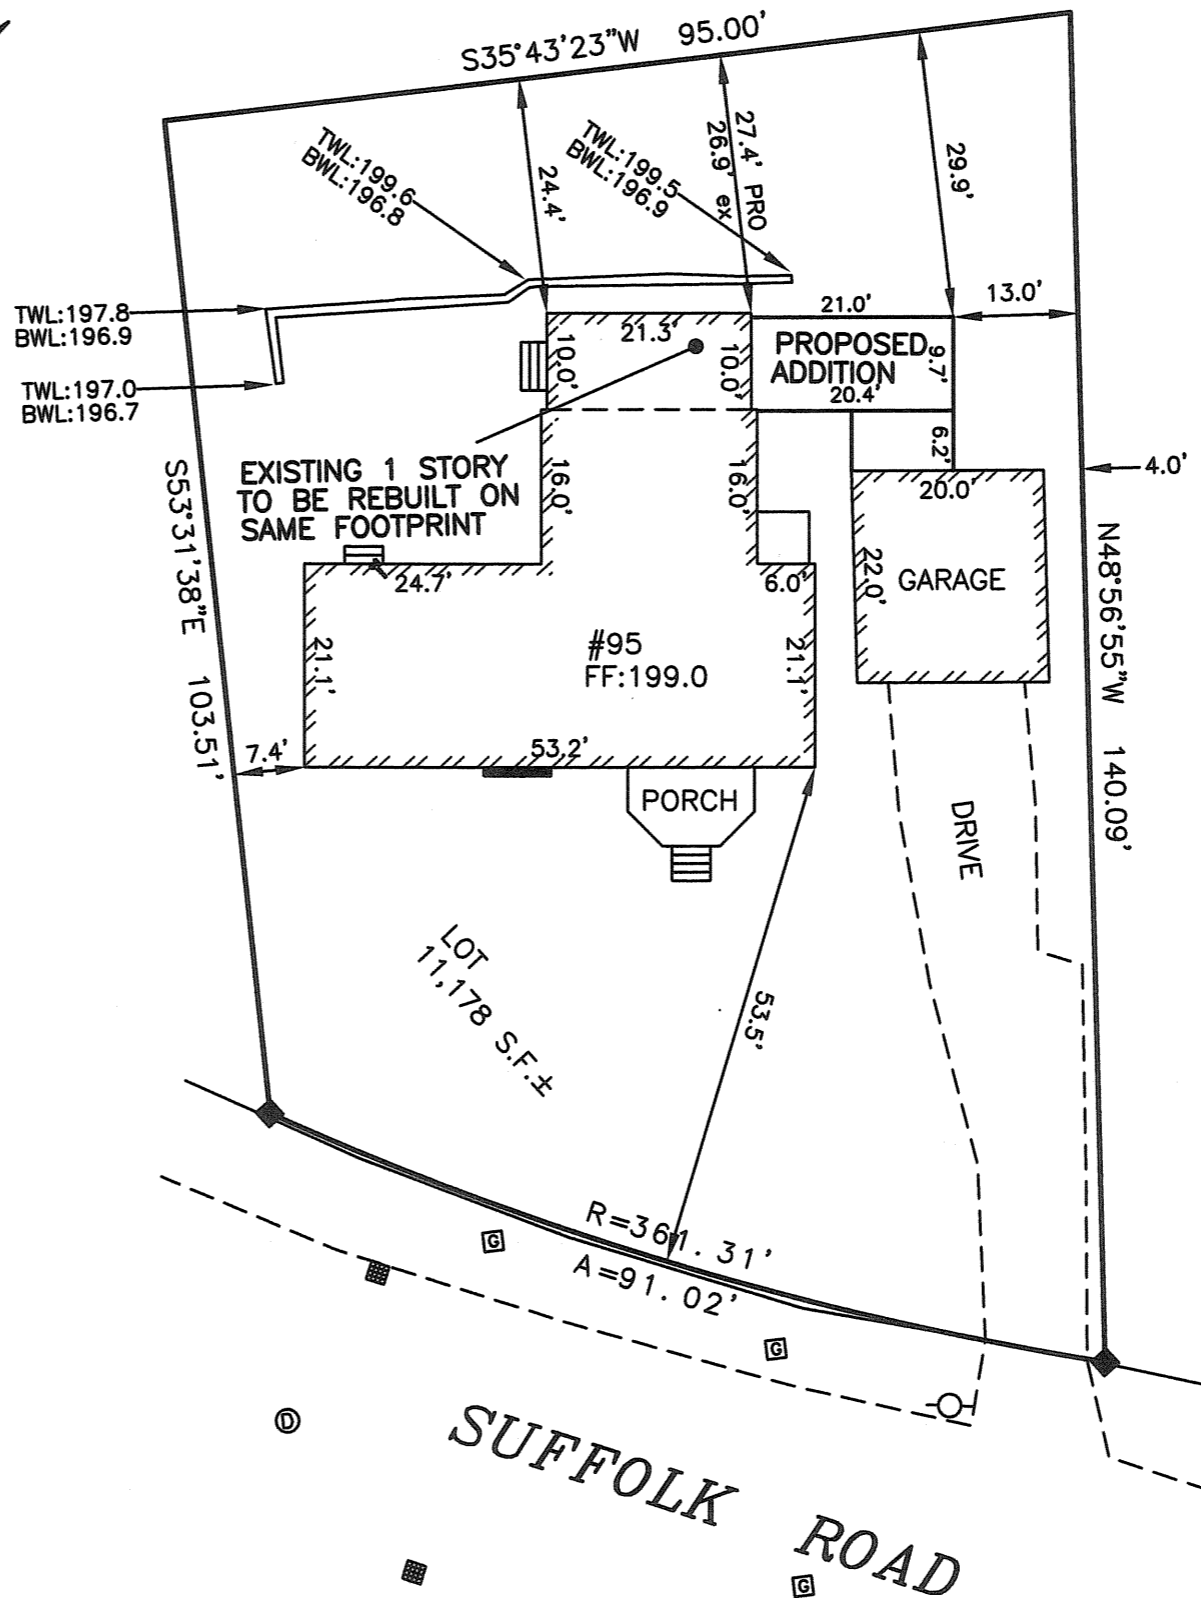 S35°43'23"W 95.00'
TWL:199.6
BWL:196.8
24.4'
TWL:199.5
BWL:196.9
27.4' PRO
26.9' ex
29.9'
TWL:197.8
BWL:196.9
TWL:197.0
BWL:196.7
21.3'
10.0'
10.0'
21.0'
PROPOSED
ADDITION
9.7'
20.4'
13.0'
6.2'
4.0'
EXISTING 1 STORY
TO BE REBUILT ON
SAME FOOTPRINT
16.0'
16.0'
20.0'
22.0'
GARAGE
24.7'
6.0'
#95
FF:199.0
21.1'
21.1'
53.2'
7.4'
PORCH
S53°31'38"E 103.51'
N48°56'55"W 140.09'
DRIVE
LOT
11,178 S.F.±
53.5'
R=361.31'
A=91.02'
G
G
D
SUFFOLK ROAD
G